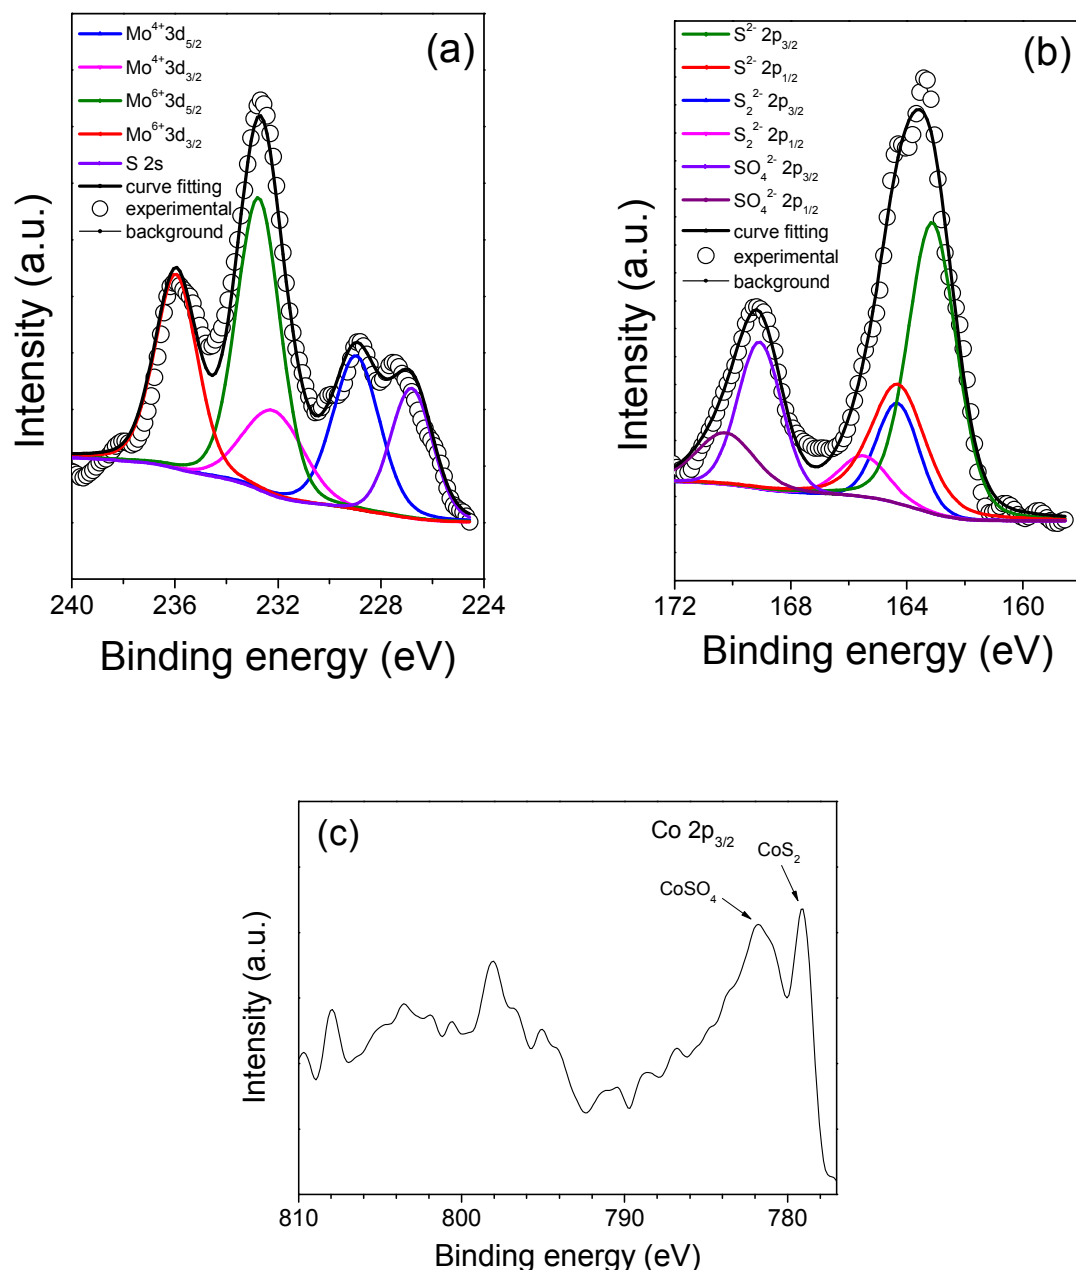 (a)
Mo⁴⁺3d₅/₂
Mo⁴⁺3d₃/₂
Mo⁶⁺3d₅/₂
Mo⁶⁺3d₃/₂
S 2s
curve fitting
experimental
background
Intensity (a.u.)
240 236 232 228 224
Binding energy (eV)
(b)
S²⁻ 2p₃/₂
S²⁻ 2p₁/₂
S₂²⁻ 2p₃/₂
S₂²⁻ 2p₁/₂
SO₄²⁻ 2p₃/₂
SO₄²⁻ 2p₁/₂
curve fitting
experimental
background
Intensity (a.u.)
172 168 164 160
Binding energy (eV)
(c)
Co 2p₃/₂
CoS₂
CoSO₄
Intensity (a.u.)
810 800 790 780
Binding energy (eV)